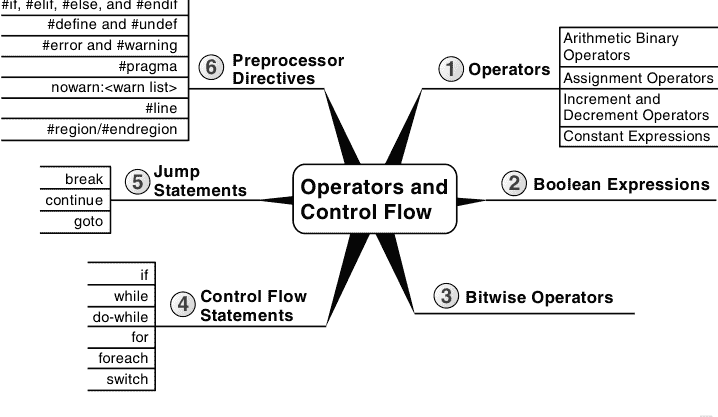 Operators and
Control Flow
1 Operators
Arithmetic Binary
Operators
Assignment Operators
Increment and
Decrement Operators
Constant Expressions
2 Boolean Expressions
3 Bitwise Operators
4 Control Flow
Statements
if
while
do-while
for
foreach
switch
5 Jump
Statements
break
continue
goto
6 Preprocessor
Directives
#if, #elif, #else, and #endif
#define and #undef
#error and #warning
#pragma
nowarn:<warn list>
#line
#region/#endregion